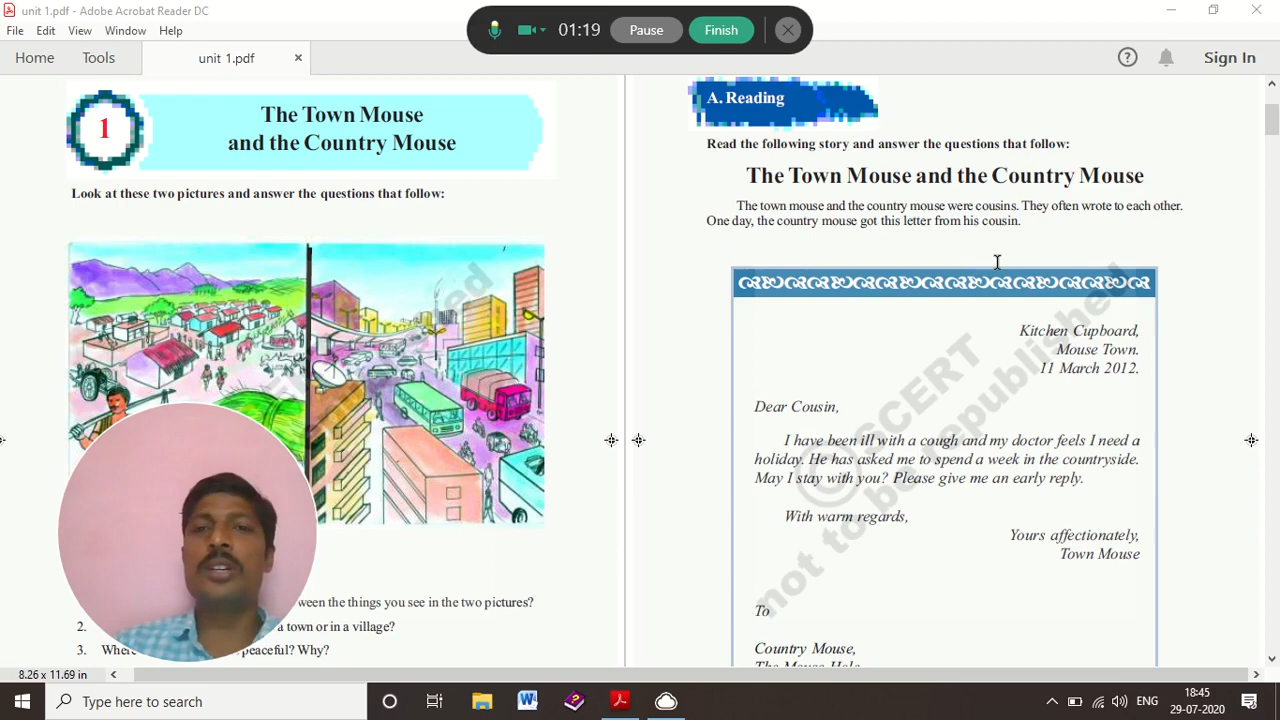 unit 1.pdf - Adobe Acrobat Reader DC
File Edit View Window Help
01:19 Pause Finish
Home Tools unit 1.pdf × Sign In
1
The Town Mouse
and the Country Mouse
Look at these two pictures and answer the questions that follow:
ween the things you see in the two pictures?
2. a town or in a village?
3. peaceful? Why?
A. Reading
Read the following story and answer the questions that follow:
The Town Mouse and the Country Mouse
The town mouse and the country mouse were cousins. They often wrote to each other.
One day, the country mouse got this letter from his cousin.
Kitchen Cupboard,
Mouse Town.
11 March 2012.
Dear Cousin,
I have been ill with a cough and my doctor feels I need a
holiday. He has asked me to spend a week in the countryside.
May I stay with you? Please give me an early reply.
With warm regards,
Yours affectionately,
Town Mouse
To
Country Mouse,
The Mouse Hole
©SCERT
not to be republished
8.26 x 11.69 in
Type here to search
ENG
18:45
29-07-2020